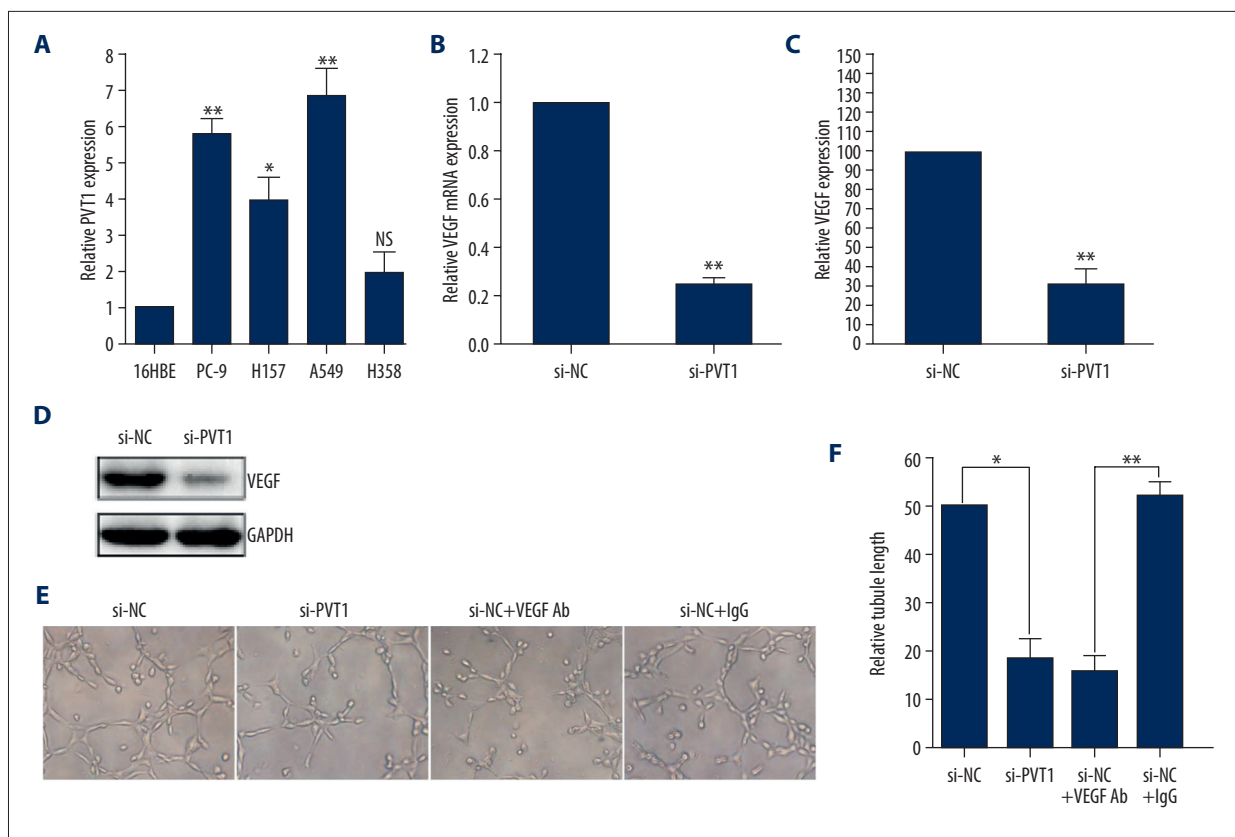 A
Relative PVT1 expression
8
7
6
5
4
3
2
1
0
**
*
**
NS
16HBE PC-9 H157 A549 H358
B
Relative VEGF mRNA expression
1.2
1.0
0.8
0.6
0.4
0.2
0.0
**
si-NC si-PVT1
C
Relative VEGF expression
150
140
130
120
110
100
90
80
70
60
50
40
30
20
10
0
**
si-NC si-PVT1
D
si-NC si-PVT1
VEGF
GAPDH
E
si-NC si-PVT1 si-NC+VEGF Ab si-NC+IgG
F
Relative tubule length
60
50
40
30
20
10
0
* **
si-NC si-PVT1 si-NC si-NC
+VEGF Ab +IgG